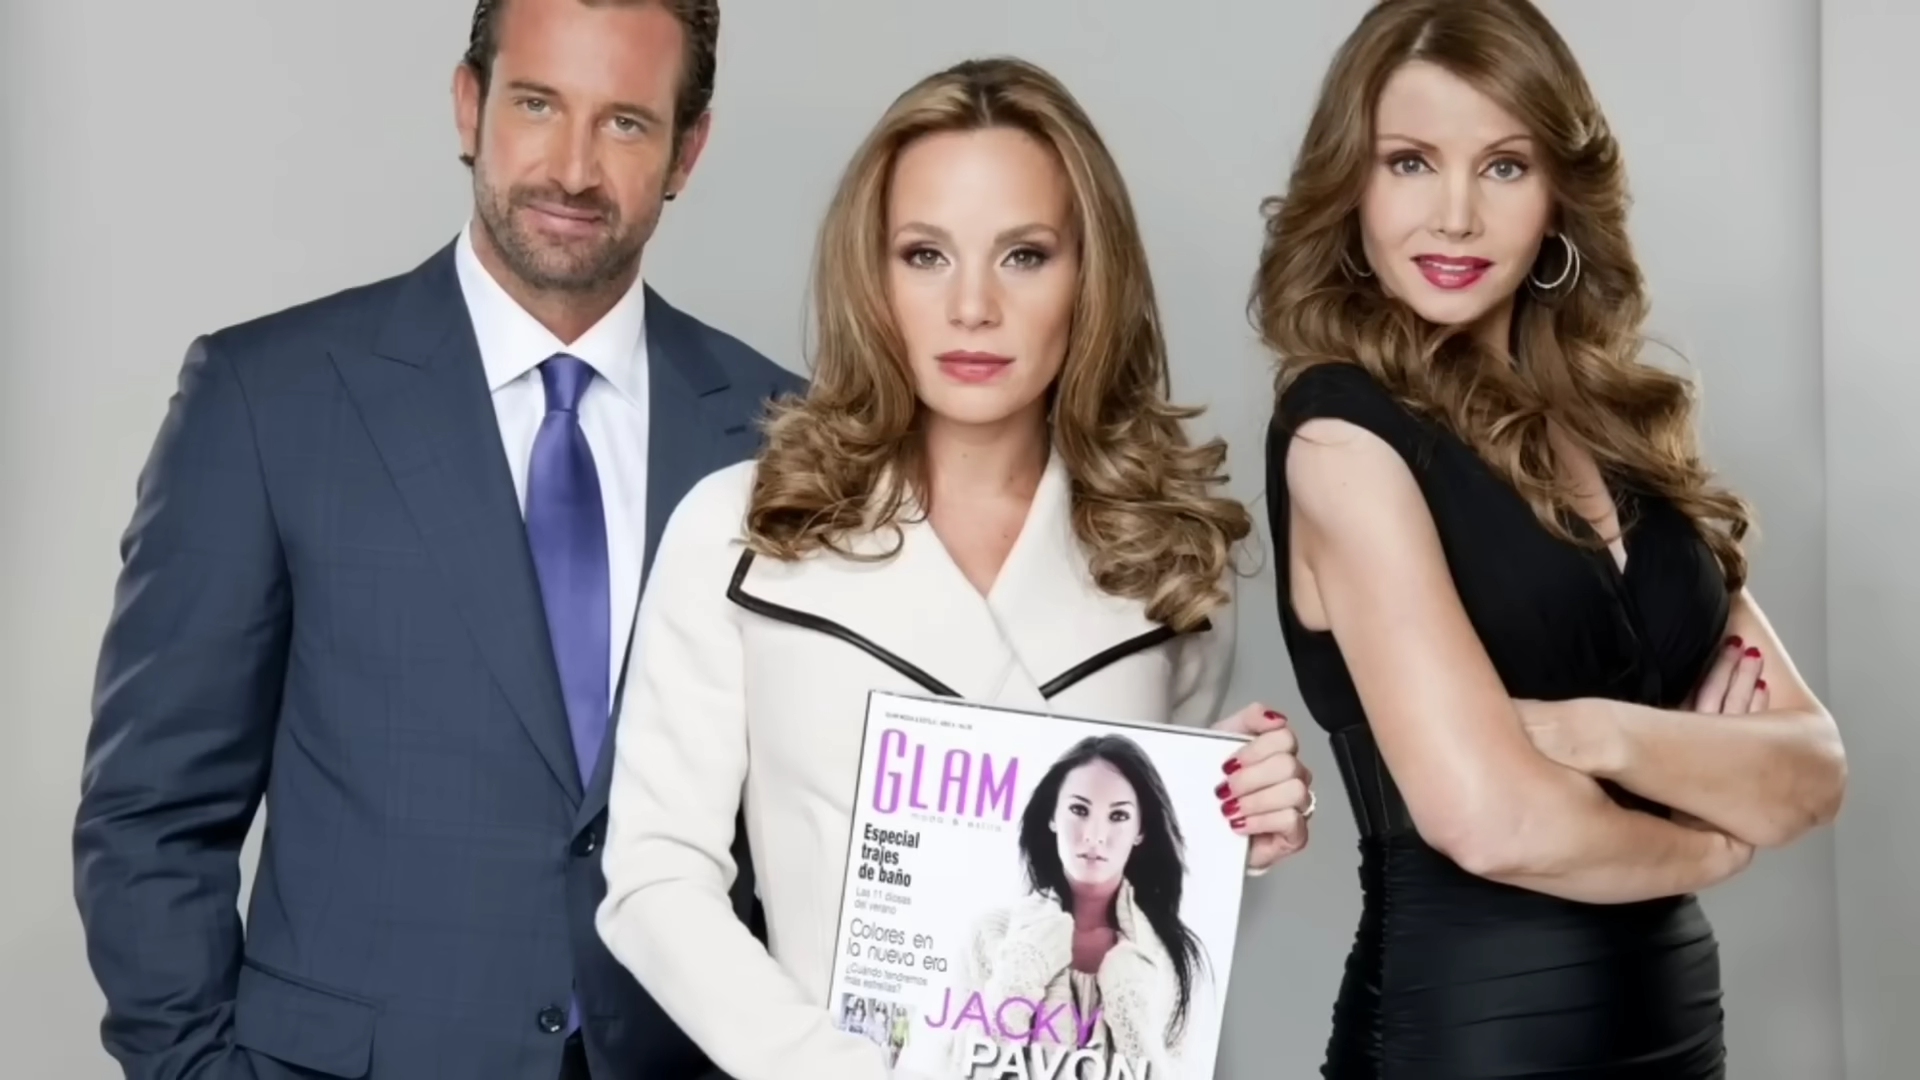 GLAM
moda & estilo
Especial
trajes
de baño
Las 11 diosas
del verano
Colores en
la nueva era
¿Cuándo tendremos
más estrellas?
JACKY
PAVÓN